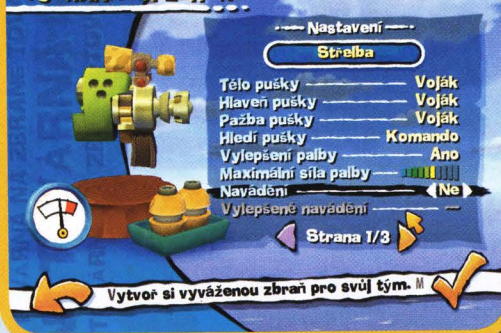 Nastavení
Střelba
Tělo pušky Voják
Hlaveň pušky Voják
Pažba pušky Voják
Hledí pušky Komando
Vylepšení palby Ano
Maximální síla palby
Navádění Ne
Vylepšené navádění —
Strana 1/3
Vytvoř si vyváženou zbraň pro svůj tým. M